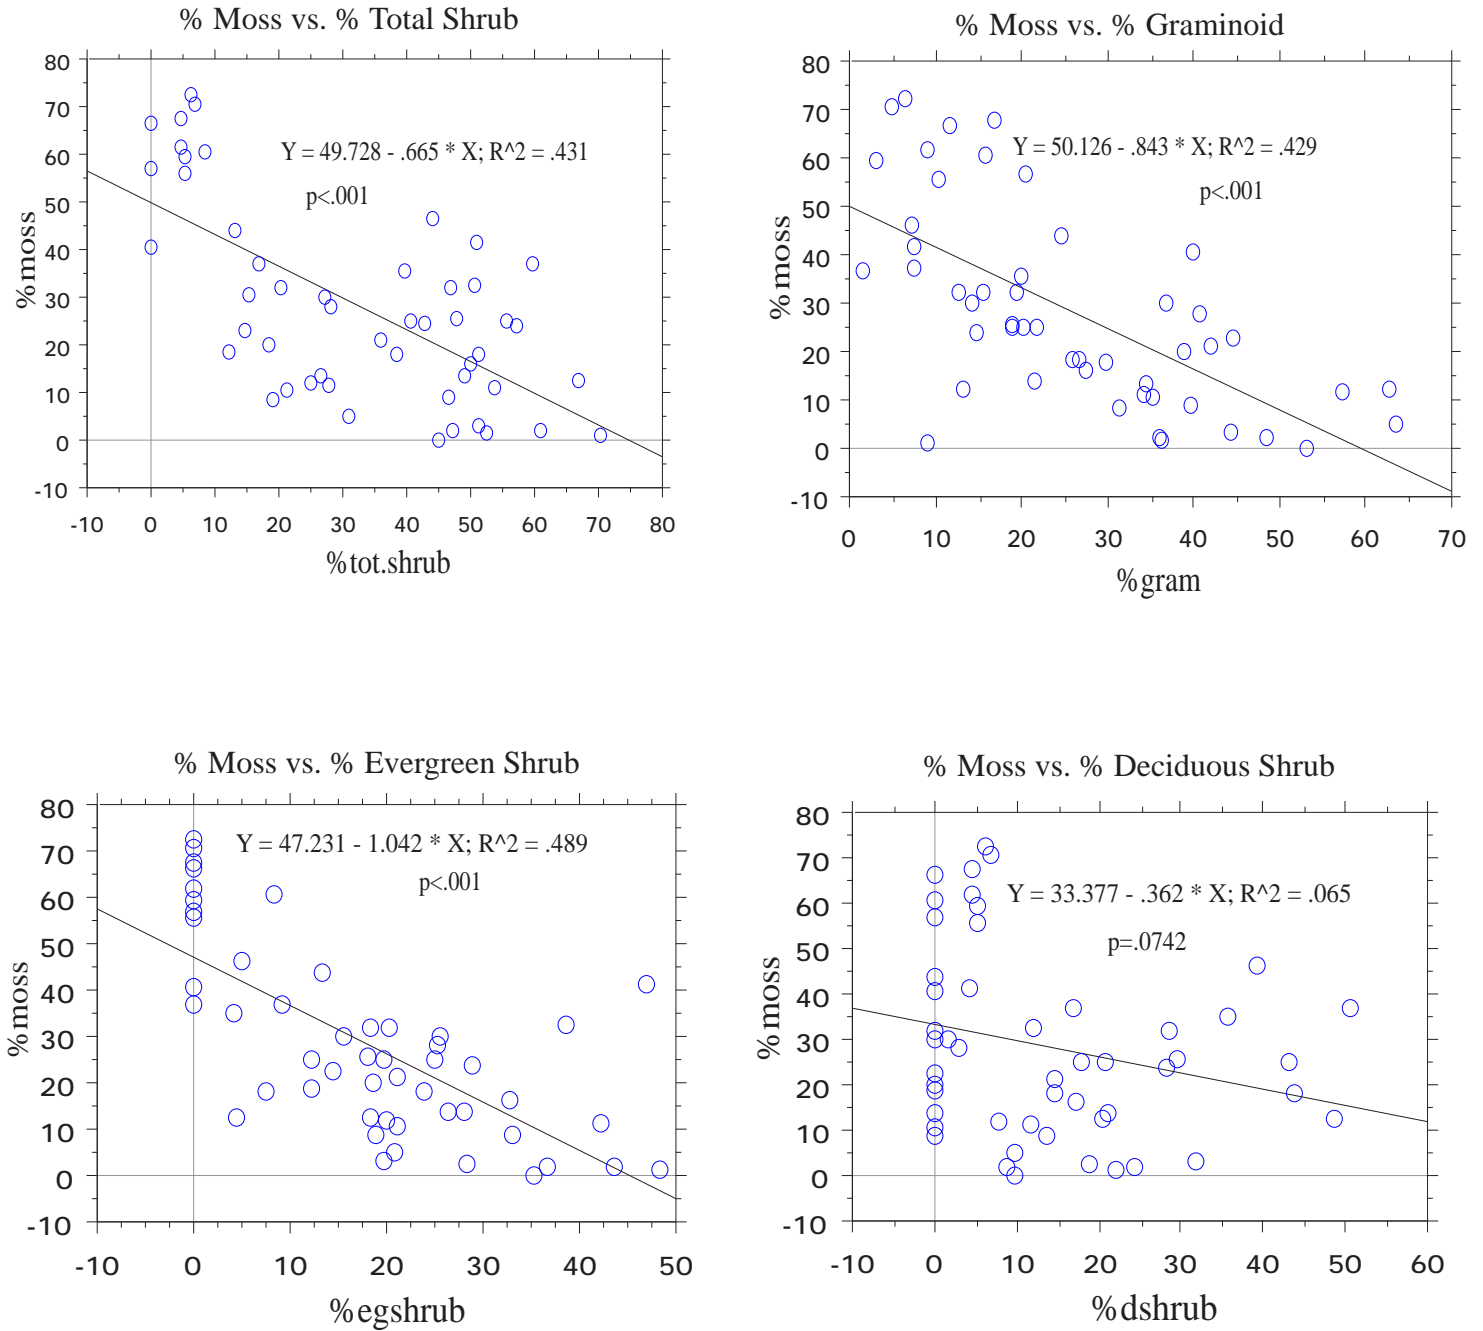 % Moss vs. % Total Shrub
80
70
60
50
40
30
20
10
0
-10
%moss
Y = 49.728 - .665 * X; R^2 = .431
p<.001
-10 0 10 20 30 40 50 60 70 80
%tot.shrub
% Moss vs. % Graminoid
80
70
60
50
40
30
20
10
0
-10
%moss
Y = 50.126 - .843 * X; R^2 = .429
p<.001
0 10 20 30 40 50 60 70
%gram
% Moss vs. % Evergreen Shrub
80
70
60
50
40
30
20
10
0
-10
%moss
Y = 47.231 - 1.042 * X; R^2 = .489
p<.001
-10 0 10 20 30 40 50
%egshrub
% Moss vs. % Deciduous Shrub
80
70
60
50
40
30
20
10
0
-10
%moss
Y = 33.377 - .362 * X; R^2 = .065
p=.0742
-10 0 10 20 30 40 50 60
%dshrub